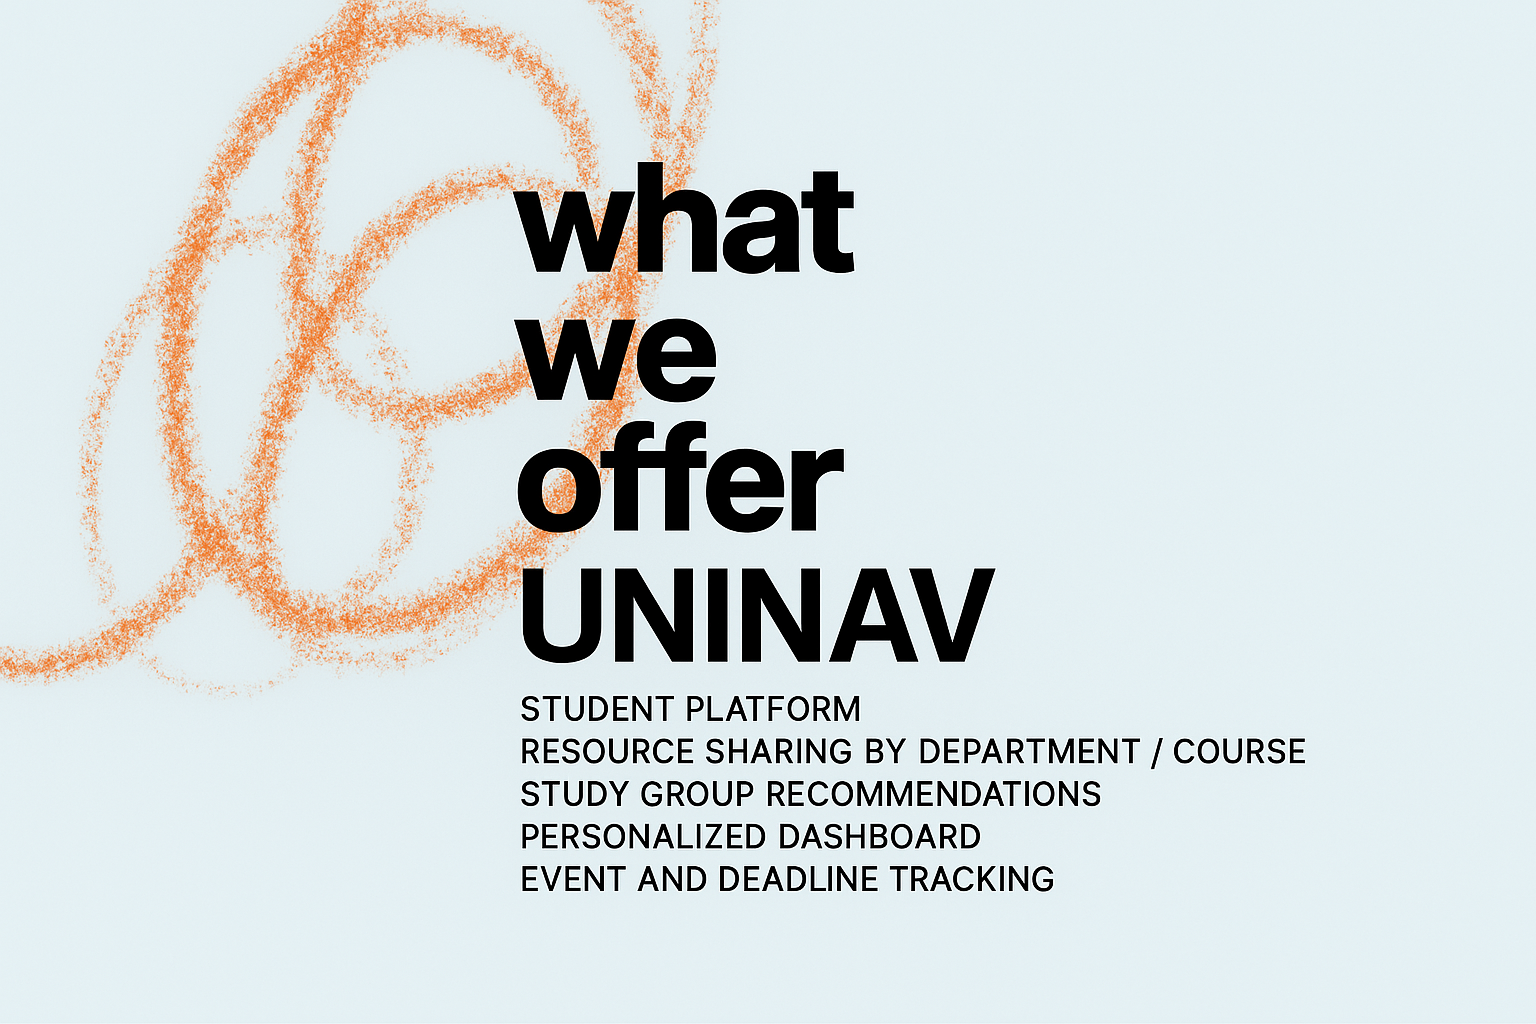 what
we
offer
UNINAV
STUDENT PLATFORM
RESOURCE SHARING BY DEPARTMENT / COURSE
STUDY GROUP RECOMMENDATIONS
PERSONALIZED DASHBOARD
EVENT AND DEADLINE TRACKING